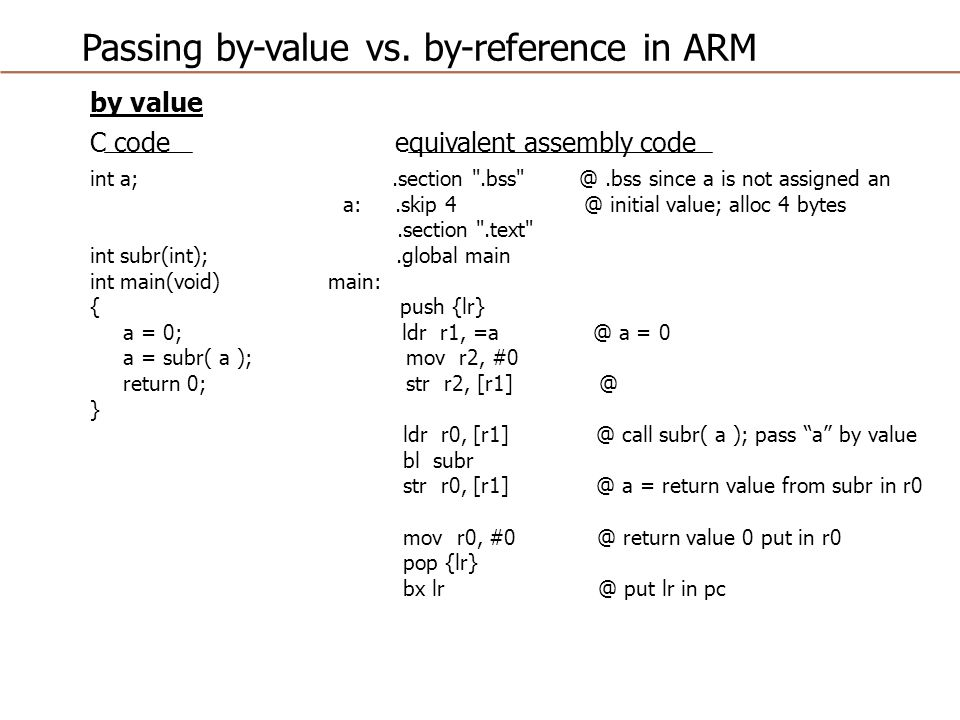 Passing by-value vs. by-reference in ARM
by value
C code equivalent assembly code
int a; .section ".bss" @ .bss since a is not assigned an
a: .skip 4 @ initial value; alloc 4 bytes
.section ".text"
int subr(int); .global main
int main(void) main:
{ push {lr}
a = 0; ldr r1, =a @ a = 0
a = subr( a ); mov r2, #0
return 0; str r2, [r1] @
}
ldr r0, [r1] @ call subr( a ); pass “a” by value
bl subr
str r0, [r1] @ a = return value from subr in r0
mov r0, #0 @ return value 0 put in r0
pop {lr}
bx lr @ put lr in pc